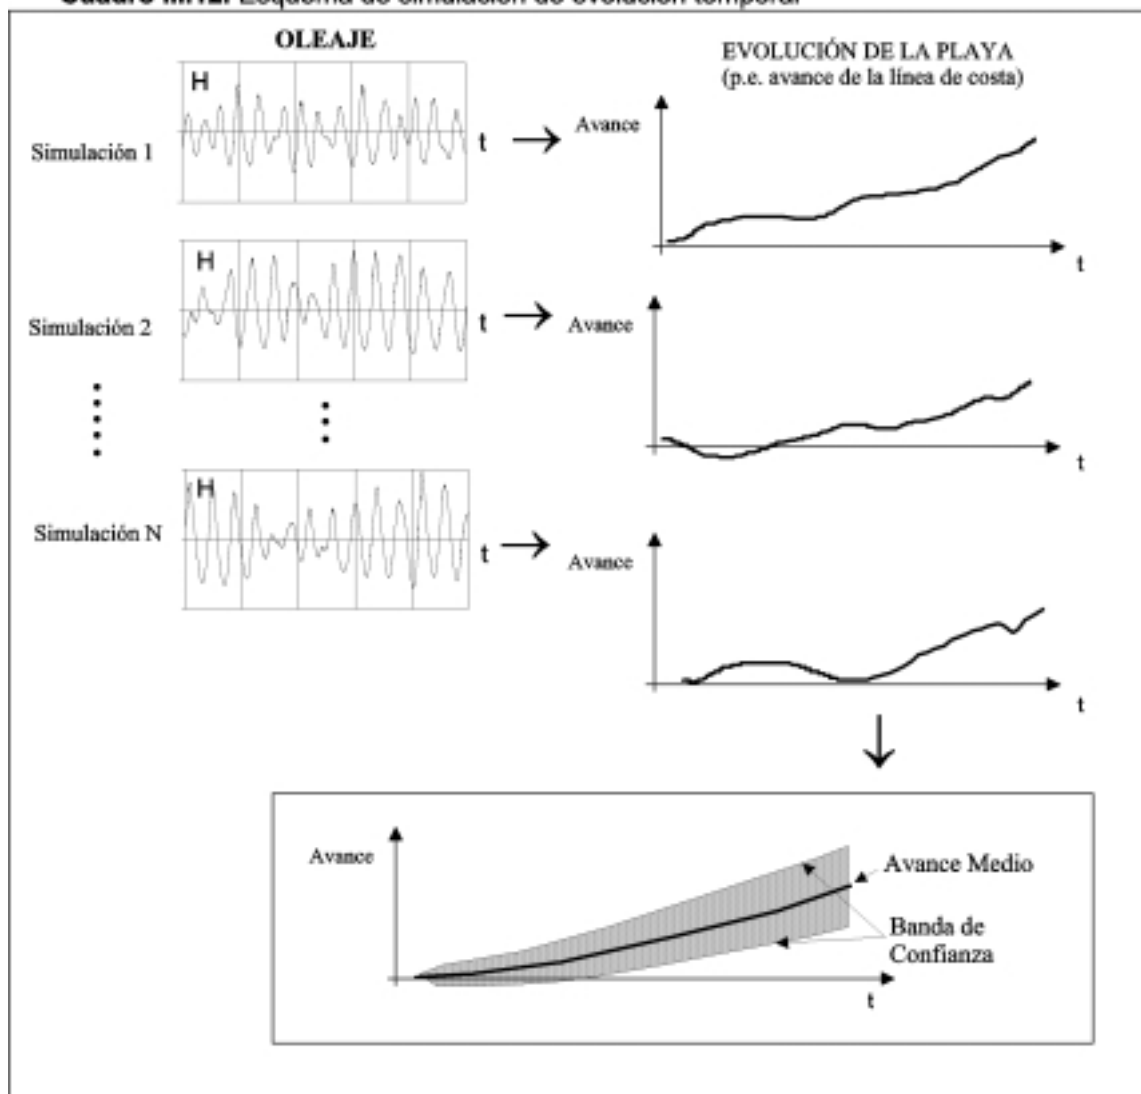 Esquema de simulación de evolución temporal
OLEAJE
EVOLUCIÓN DE LA PLAYA
(p.e. avance de la línea de costa)
Simulación 1
H
t
Avance
t
Simulación 2
H
t
Avance
t
Simulación N
H
t
Avance
t
Avance
Avance Medio
Banda de
Confianza
t